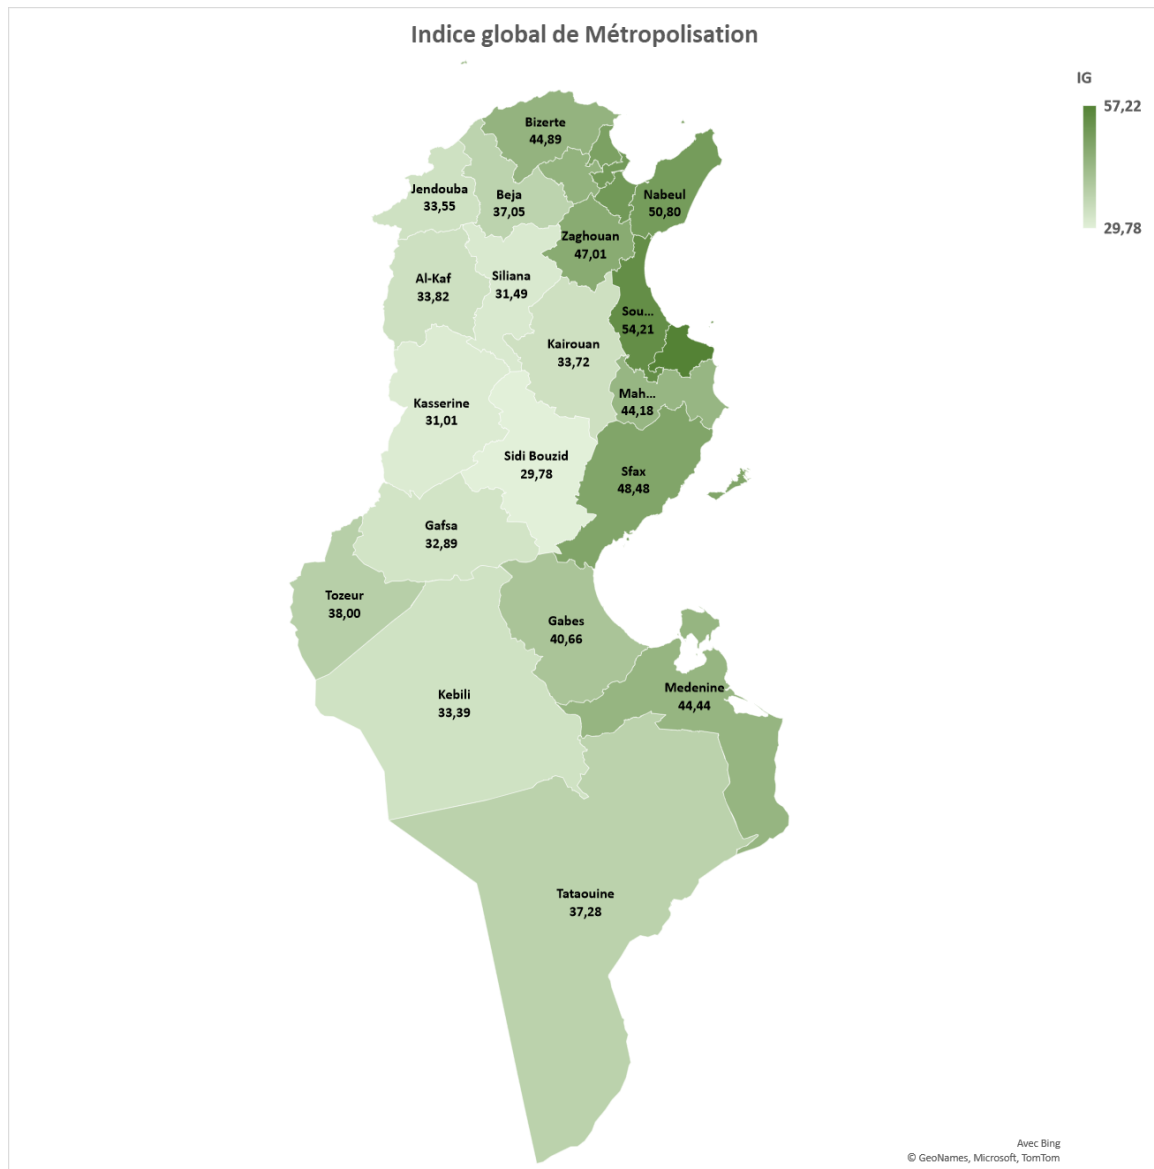 Indice global de Métropolisation
IG
57,22
29,78
Bizerte
44,89
Jendouba
33,55
Beja
37,05
Nabeul
50,80
Zaghouan
47,01
Al-Kaf
33,82
Siliana
31,49
Sou...
54,21
Kairouan
33,72
Mah...
44,18
Kasserine
31,01
Sidi Bouzid
29,78
Sfax
48,48
Gafsa
32,89
Tozeur
38,00
Gabes
40,66
Kebili
33,39
Medenine
44,44
Tataouine
37,28
Avec Bing
© GeoNames, Microsoft, TomTom